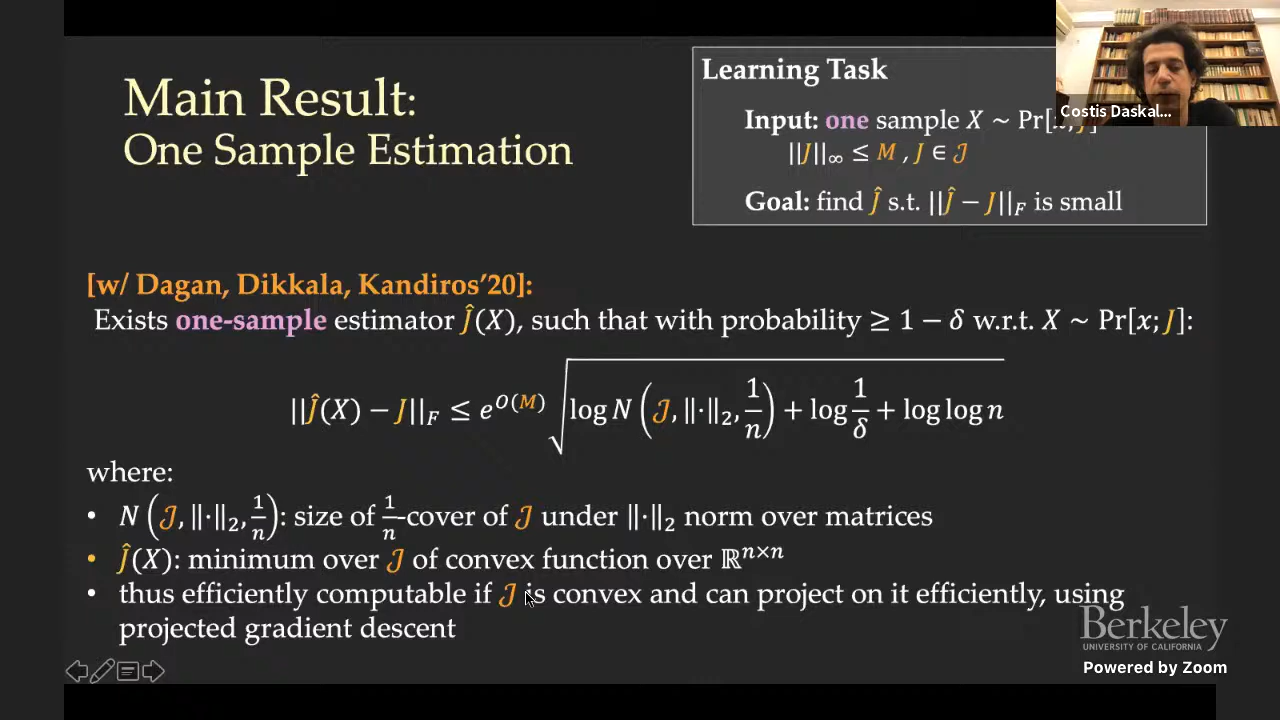 Main Result:
One Sample Estimation
Learning Task
Input: one sample X ∼ Pr[x; J]
||J||∞ ≤ M , J ∈ 𝒥
Goal: find Ĵ s.t. ||Ĵ − J||_F is small
Costis Daskal...
[w/ Dagan, Dikkala, Kandiros’20]:
Exists one-sample estimator Ĵ(X), such that with probability ≥ 1 − δ w.r.t. X ∼ Pr[x; J]:
||Ĵ(X) − J||_F ≤ e^{O(M)} √(log N(𝒥, ‖·‖₂, 1/n) + log 1/δ + log log n)
where:
• N(𝒥, ‖·‖₂, 1/n): size of 1/n-cover of 𝒥 under ‖·‖₂ norm over matrices
• Ĵ(X): minimum over 𝒥 of convex function over ℝ^{n×n}
• thus efficiently computable if 𝒥 is convex and can project on it efficiently, using
projected gradient descent
Berkeley
UNIVERSITY OF CALIFORNIA
Powered by Zoom